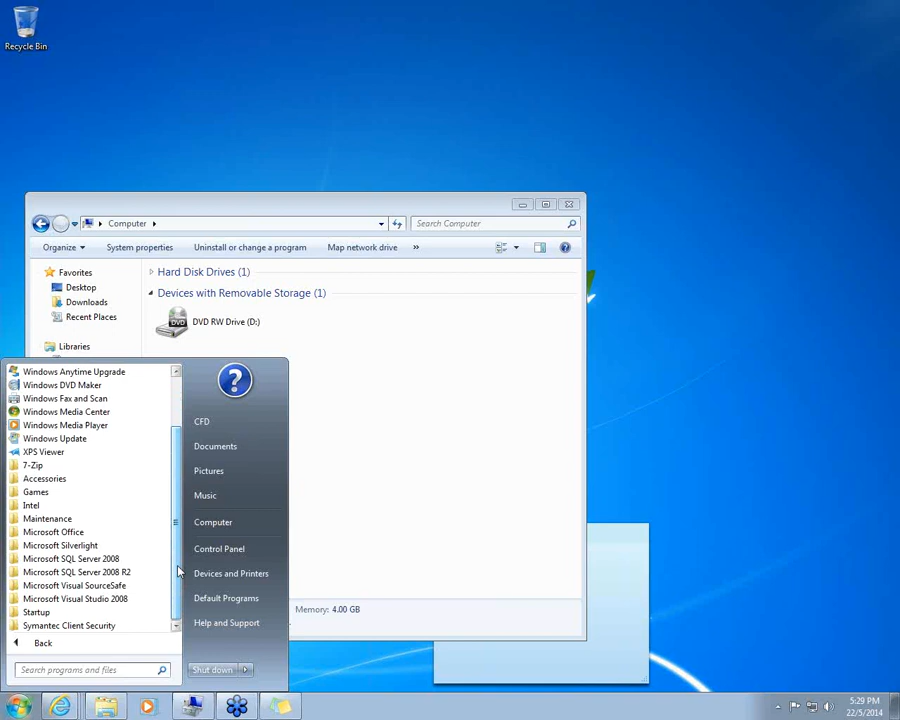 Recycle Bin
Computer
Search Computer
Organize
System properties
Uninstall or change a program
Map network drive
»
Favorites
Desktop
Downloads
Recent Places
Libraries
Hard Disk Drives (1)
Devices with Removable Storage (1)
DVD
DVD RW Drive (D:)
Memory: 4.00 GB
Windows Anytime Upgrade
Windows DVD Maker
Windows Fax and Scan
Windows Media Center
Windows Media Player
Windows Update
XPS Viewer
7-Zip
Accessories
Games
Intel
Maintenance
Microsoft Office
Microsoft Silverlight
Microsoft SQL Server 2008
Microsoft SQL Server 2008 R2
Microsoft Visual SourceSafe
Microsoft Visual Studio 2008
Startup
Symantec Client Security
Back
Search programs and files
CFD
Documents
Pictures
Music
Computer
Control Panel
Devices and Printers
Default Programs
Help and Support
Shut down
5:29 PM
22/5/2014